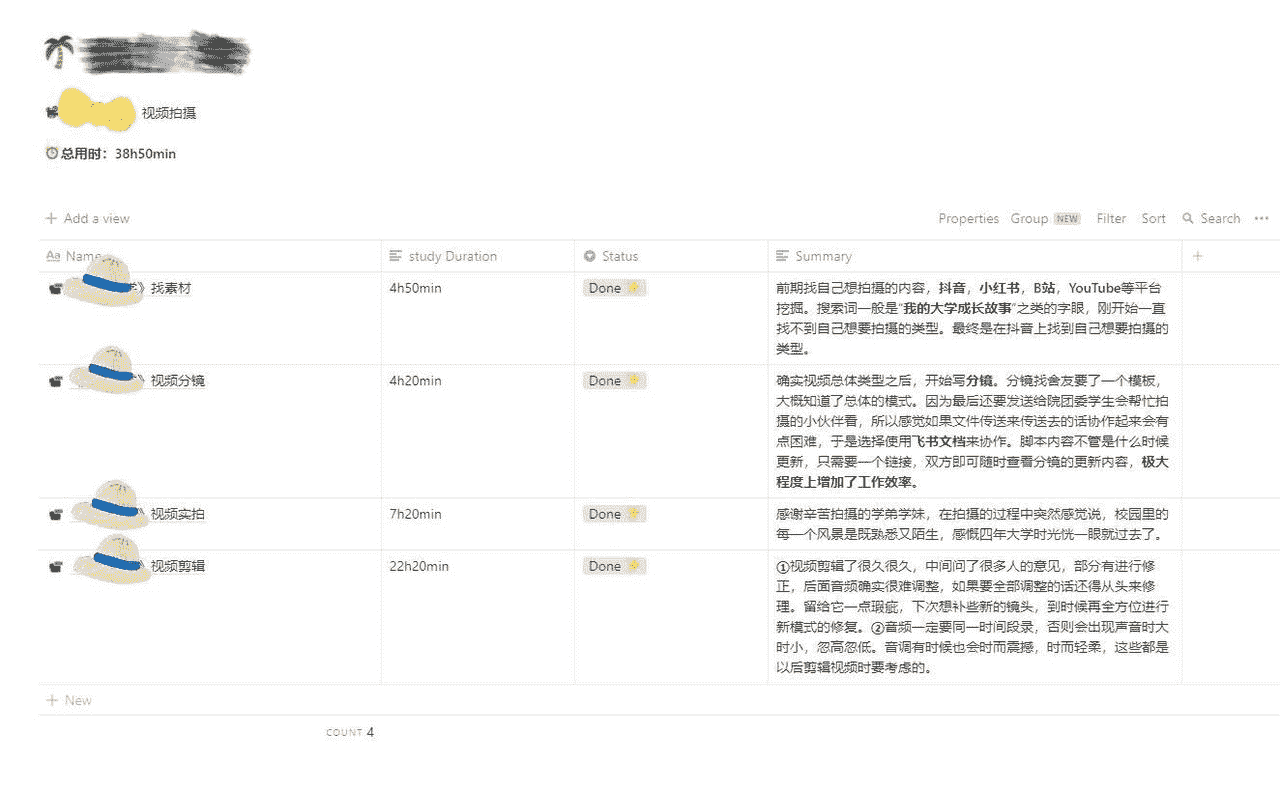 视频拍摄
总用时：38h50min
Add a view
Properties Group NEW Filter Sort Search
Aa Name study Duration Status Summary
》找素材 4h50min Done 前期找自己想拍摄的内容，抖音，小红书，B站，YouTube等平台
挖掘。搜索词一般是“我的大学成长故事”之类的字眼，刚开始一直
找不到自己想要拍摄的类型。最终是在抖音上找到自己想要拍摄的
类型。
视频分镜 4h20min Done 确实视频总体类型之后，开始写分镜。分镜找舍友要了一个模板，
大概知道了总体的模式。因为最后还要发送给院团委学生会帮忙拍
摄的小伙伴看，所以感觉如果文件传送来传送去的话协作起来会有
点困难，于是选择使用飞书文档来协作。脚本内容不管是什么时候
更新，只需要一个链接，双方即可随时查看分镜的更新内容，极大
程度上增加了工作效率。
视频实拍 7h20min Done 感谢辛苦拍摄的学弟学妹，在拍摄的过程中突然感觉说，校园里的
每一个风景是既熟悉又陌生，感慨四年大学时光恍一眼就过去了。
视频剪辑 22h20min Done ①视频剪辑了很久很久，中间问了很多人的意见，部分有进行修
正，后面音频确实很难调整，如果要全部调整的话还得从头来修
理。留给它一点瑕疵，下次想补些新的镜头，到时候再全方位进行
新模式的修复。②音频一定要同一时间段录，否则会出现声音时大
时小，忽高忽低。音调有时候也会时而震撼，时而轻柔，这些都是
以后剪辑视频时要考虑的。
New
COUNT 4